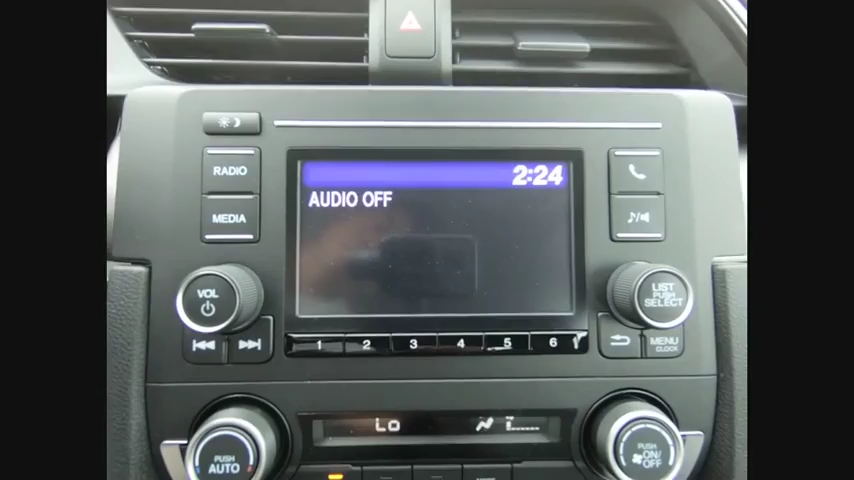 RADIO
2:24
AUDIO OFF
MEDIA
VOL
LIST
PUSH
SELECT
1 2 3 4 5 6
MENU
CLOCK
Lo
PUSH
AUTO
PUSH
ON/
OFF